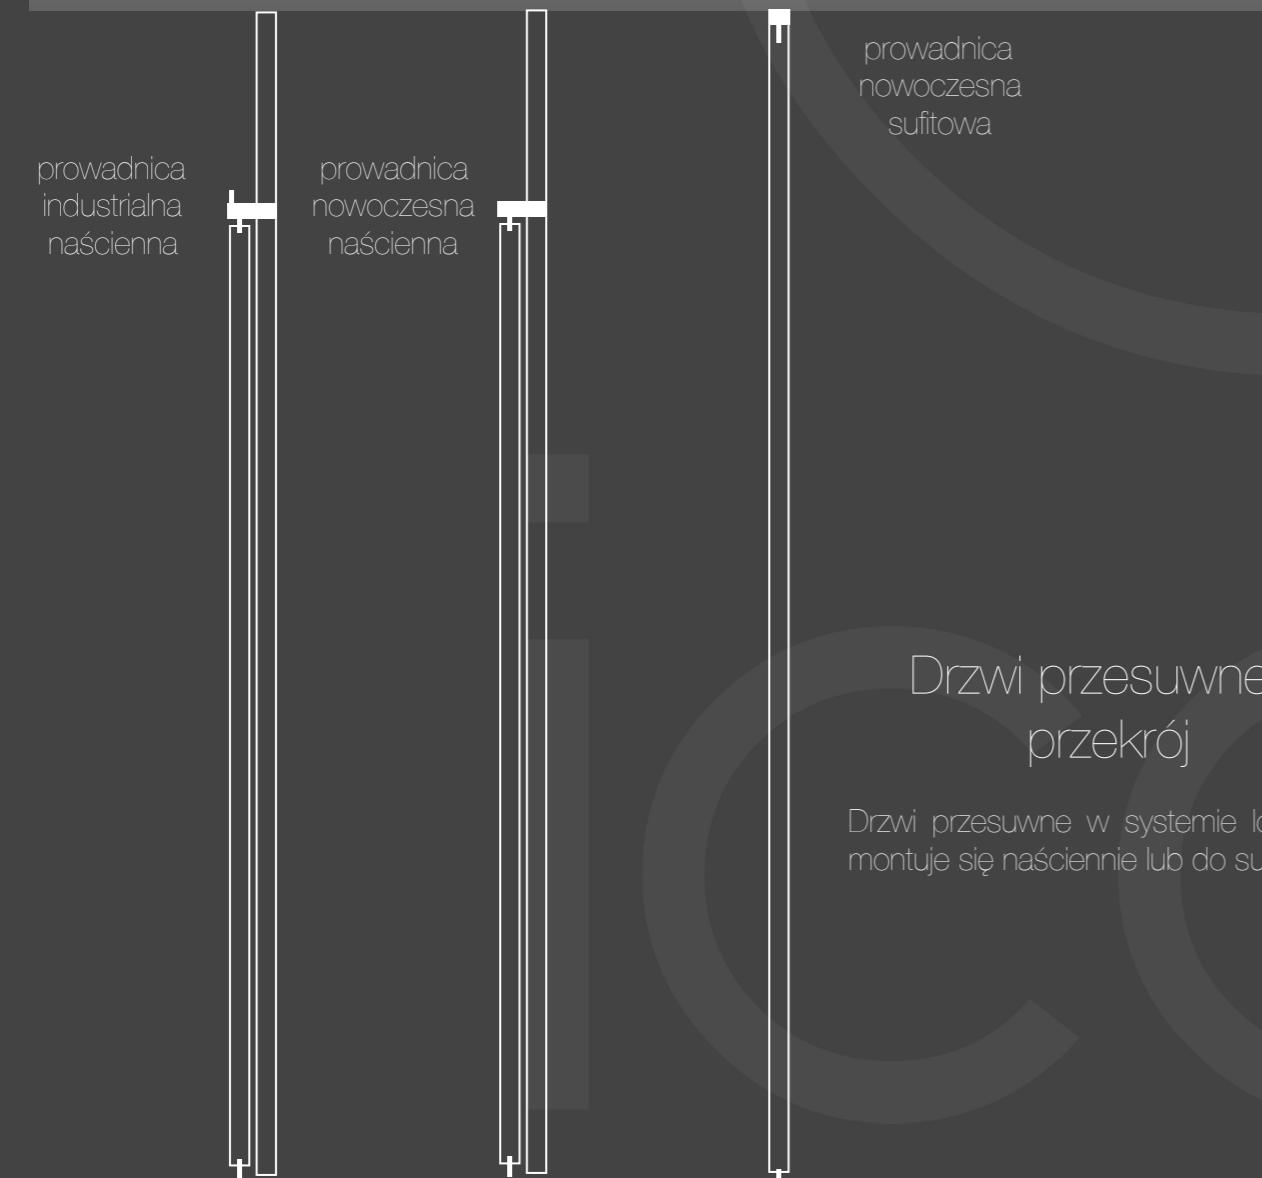 prowadnica
nowoczesna
sufitowa
prowadnica
industrialna
naścienna
prowadnica
nowoczesna
naścienna
Drzwi przesuwne
przekrój
Drzwi przesuwne w systemie
montuje się naściennie lub do